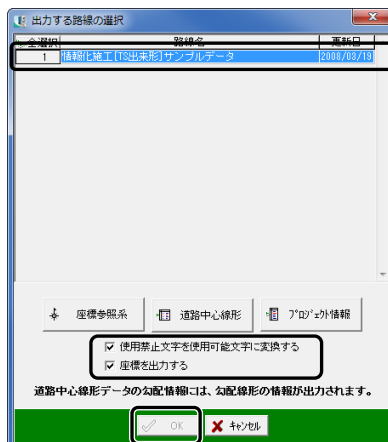 出力する路線の選択
全選択 路線名 更新日
1 情報化施工[TS出来形]サンプルデータ 2008/03/19
座標参照系 道路中心線形 ﾌﾟﾛｼﾞｪｸﾄ情報
使用禁止文字を使用可能文字に変換する
座標を出力する
道路中心線形データの勾配情報には、勾配線形の情報が出力されます。
OK ｷｬﾝｾﾙ